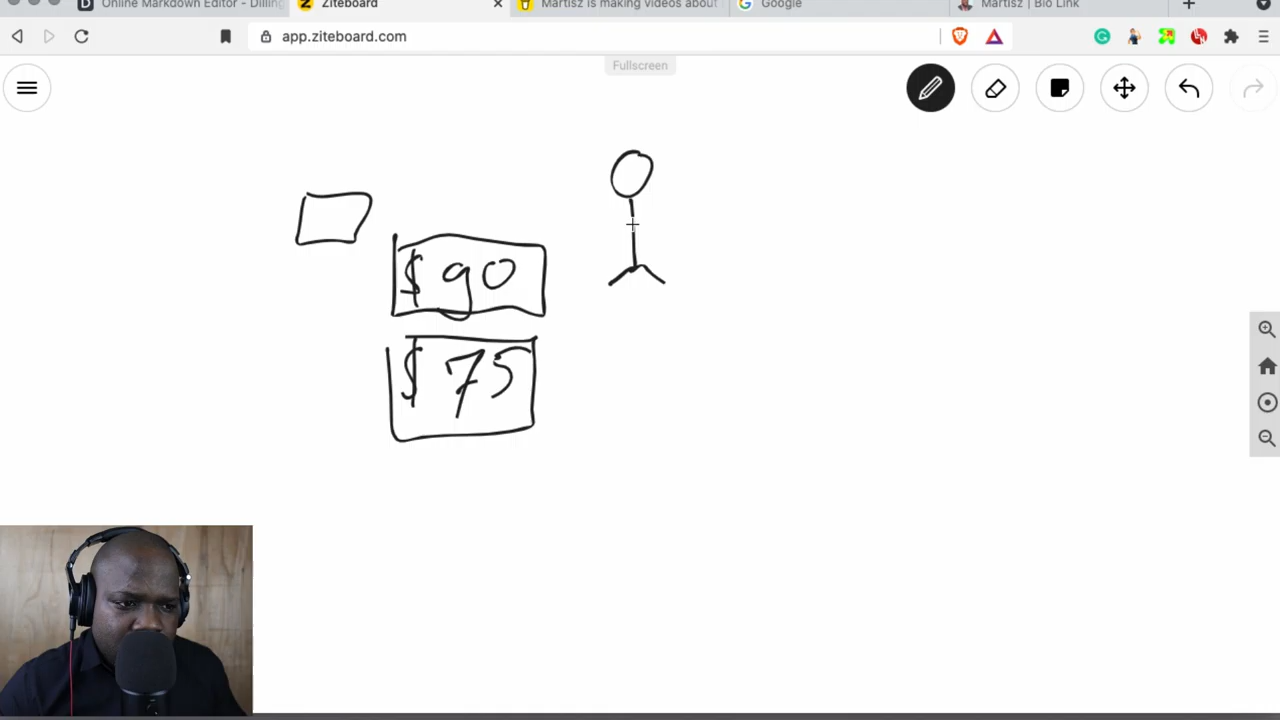 Online Markdown Editor - Dilling
Ziteboard
Martisz is making videos about
Google
Martisz | Bio Link
app.ziteboard.com
Fullscreen
$ 90
$ 75